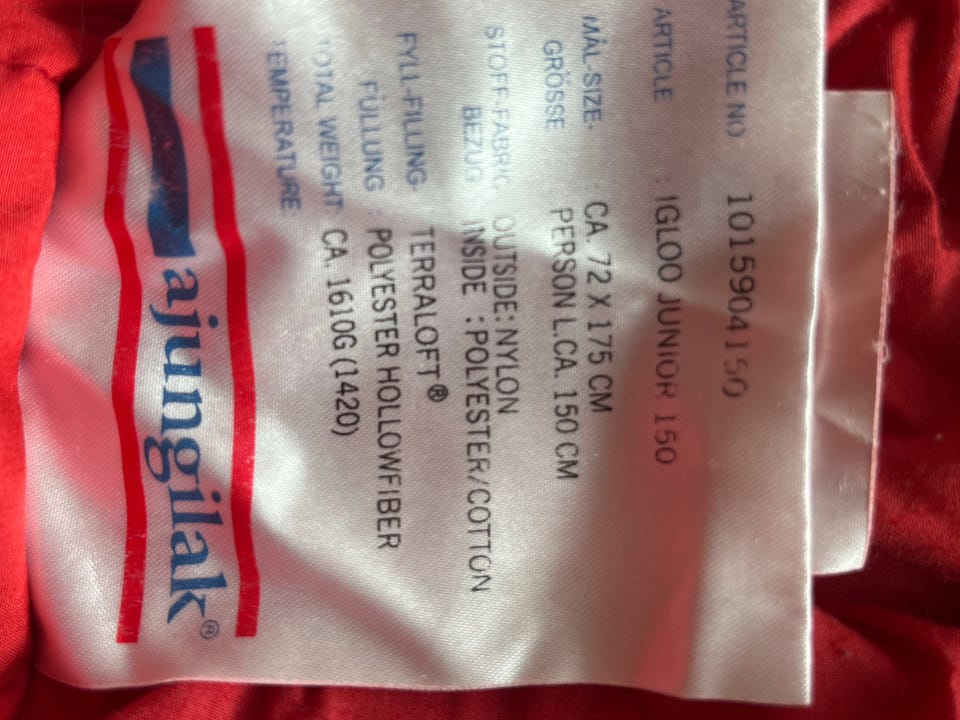 ARTICLE NO 1015904150
ARTICLE : IGLOO JUNIOR 150
MÅL-SIZE- : CA. 72 X 175 CM
GRÖSSE PERSON L.CA. 150 CM
STOFF-FABRIC OUTSIDE: NYLON
BEZUG INSIDE : POLYESTER/COTTON
FYLL-FILLING- TERRALOFT®
FÜLLUNG : POLYESTER HOLLOWFIBER
TOTAL WEIGHT CA. 1610G (1420)
TEMPERATURE
ajungilak®